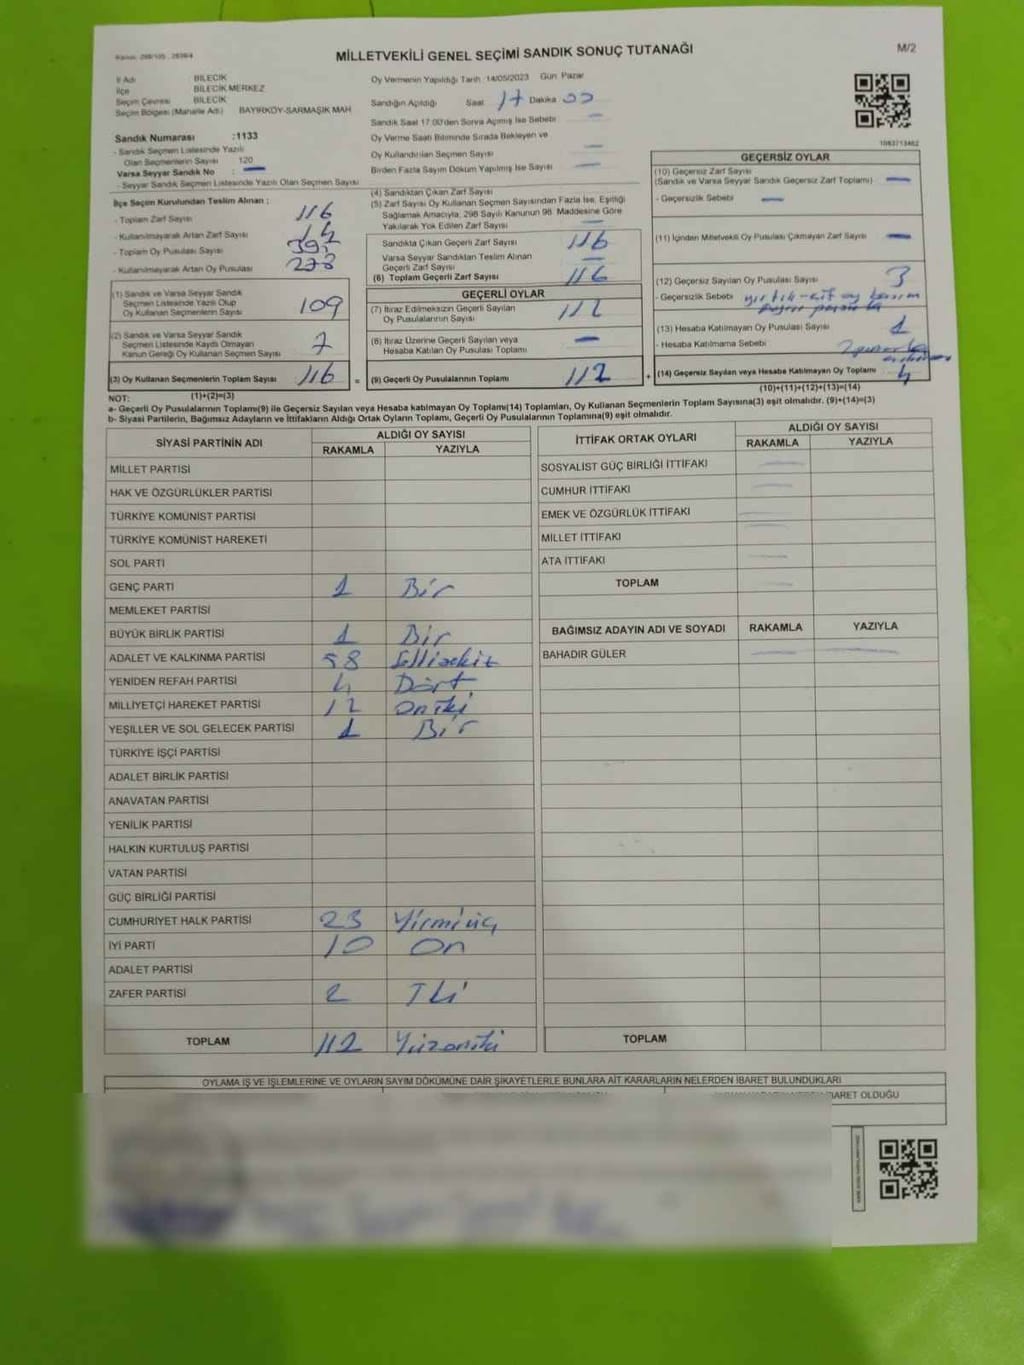 MİLLETVEKİLİ GENEL SEÇİMİ SANDIK SONUÇ TUTANAĞI
M/2
İl Adı BİLECİK
İlçe BİLECİK MERKEZ
Seçim Çevresi BİLECİK
Seçim Bölgesi (Mahalle Adı) BAYIRKÖY-SARMAŞIK MAH
Sandık Numarası :1133
- Sandık Seçmen Listesinde Yazılı
Olan Seçmenlerin Sayısı 120
Varsa Seyyar Sandık No : —
- Seyyar Sandık Seçmen Listesinde Yazılı Olan Seçmen Sayısı
Oy Vermenin Yapıldığı Tarih 14/05/2023 Gün Pazar
Sandığın Açıldığı Saat 17 Dakika 00
Sandık Saat 17:00'den Sonra Açılmış İse Sebebi —
Oy Verme Saati Bitiminde Sırada Bekleyen ve
Oy Kullandırılan Seçmen Sayısı —
Birden Fazla Sayım Döküm Yapılmış İse Sayısı —
1083713462
İlçe Seçim Kurulundan Teslim Alınan ;
- Toplam Zarf Sayısı
- Kullanılmayarak Artan Zarf Sayısı
- Toplam Oy Pusulası Sayısı
- Kullanılmayarak Artan Oy Pusulası
(1) Sandık ve Varsa Seyyar Sandık
Seçmen Listesinde Yazılı Olup
Oy Kullanan Seçmenlerin Sayısı 109
(2) Sandık ve Varsa Seyyar Sandık
Seçmen Listesinde Kaydı Olmayan
Kanun Gereği Oy Kullanan Seçmen Sayısı 7
(3) Oy Kullanan Seçmenlerin Toplam Sayısı 116 =
(1)+(2)=(3)
(4) Sandıktan Çıkan Zarf Sayısı
(5) Zarf Sayısı Oy Kullanan Seçmen Sayısından Fazla İse, Eşitliği
Sağlamak Amacıyla, 298 Sayılı Kanunun 98. Maddesine Göre
Yakılarak Yok Edilen Zarf Sayısı
Sandıkta Çıkan Geçerli Zarf Sayısı 116
Varsa Seyyar Sandıktan Teslim Alınan
Geçerli Zarf Sayısı —
(6) Toplam Geçerli Zarf Sayısı 116
GEÇERLİ OYLAR
(7) İtiraz Edilmeksizin Geçerli Sayılan
Oy Pusulalarının Sayısı 112
(8) İtiraz Üzerine Geçerli Sayılan veya
Hesaba Katılan Oy Pusulası Toplamı —
(9) Geçerli Oy Pusulalarının Toplamı 112 +
GEÇERSİZ OYLAR
(10) Geçersiz Zarf Sayısı
(Sandık ve Varsa Seyyar Sandık Geçersiz Zarf Toplamı) —
- Geçersizlik Sebebi —
(11) İçinden Milletvekili Oy Pusulası Çıkmayan Zarf Sayısı —
(12) Geçersiz Sayılan Oy Pusulası Sayısı 3
- Geçersizlik Sebebi
(13) Hesaba Katılmayan Oy Pusulası Sayısı 1
- Hesaba Katılmama Sebebi
(14) Geçersiz Sayılan veya Hesaba Katılmayan Oy Toplamı 4
(10)+(11)+(12)+(13)=(14)
NOT:
a- Geçerli Oy Pusulalarının Toplamı(9) ile Geçersiz Sayılan veya Hesaba katılmayan Oy Toplamı(14) Toplamları, Oy Kullanan Seçmenlerin Toplam Sayısına(3) eşit olmalıdır. (9)+(14)=(3)
b- Siyasi Partilerin, Bağımsız Adayların ve İttifakların Aldığı Ortak Oyların Toplamı, Geçerli Oy Pusulalarının Toplamına(9) eşit olmalıdır.
SİYASİ PARTİNİN ADI ALDIĞI OY SAYISI
RAKAMLA YAZIYLA
MİLLET PARTİSİ
HAK VE ÖZGÜRLÜKLER PARTİSİ
TÜRKİYE KOMÜNİST PARTİSİ
TÜRKİYE KOMÜNİST HAREKETİ
SOL PARTİ
GENÇ PARTİ 1 Bir
MEMLEKET PARTİSİ
BÜYÜK BİRLİK PARTİSİ 1 Bir
ADALET VE KALKINMA PARTİSİ 58 Ellisekiz
YENİDEN REFAH PARTİSİ 4 Dört
MİLLİYETÇİ HAREKET PARTİSİ 12 Oniki
YEŞİLLER VE SOL GELECEK PARTİSİ 1 Bir
TÜRKİYE İŞÇİ PARTİSİ
ADALET BİRLİK PARTİSİ
ANAVATAN PARTİSİ
YENİLİK PARTİSİ
HALKIN KURTULUŞ PARTİSİ
VATAN PARTİSİ
GÜÇ BİRLİĞİ PARTİSİ
CUMHURİYET HALK PARTİSİ 23 Yirmiüç
İYİ PARTİ 10 On
ADALET PARTİSİ
ZAFER PARTİSİ 2 İki
TOPLAM 112 Yüzoniki
İTTİFAK ORTAK OYLARI ALDIĞI OY SAYISI
RAKAMLA YAZIYLA
SOSYALİST GÜÇ BİRLİĞİ İTTİFAKI —
CUMHUR İTTİFAKI —
EMEK VE ÖZGÜRLÜK İTTİFAKI —
MİLLET İTTİFAKI —
ATA İTTİFAKI —
TOPLAM —
BAĞIMSIZ ADAYIN ADI VE SOYADI RAKAMLA YAZIYLA
BAHADIR GÜLER — —
TOPLAM
OYLAMA İŞ VE İŞLEMLERİNE VE OYLARIN SAYIM DÖKÜMÜNE DAİR ŞİKAYETLERLE BUNLARA AİT KARARLARIN NELERDEN İBARET BULUNDUKLARI
BARET OLDUĞU